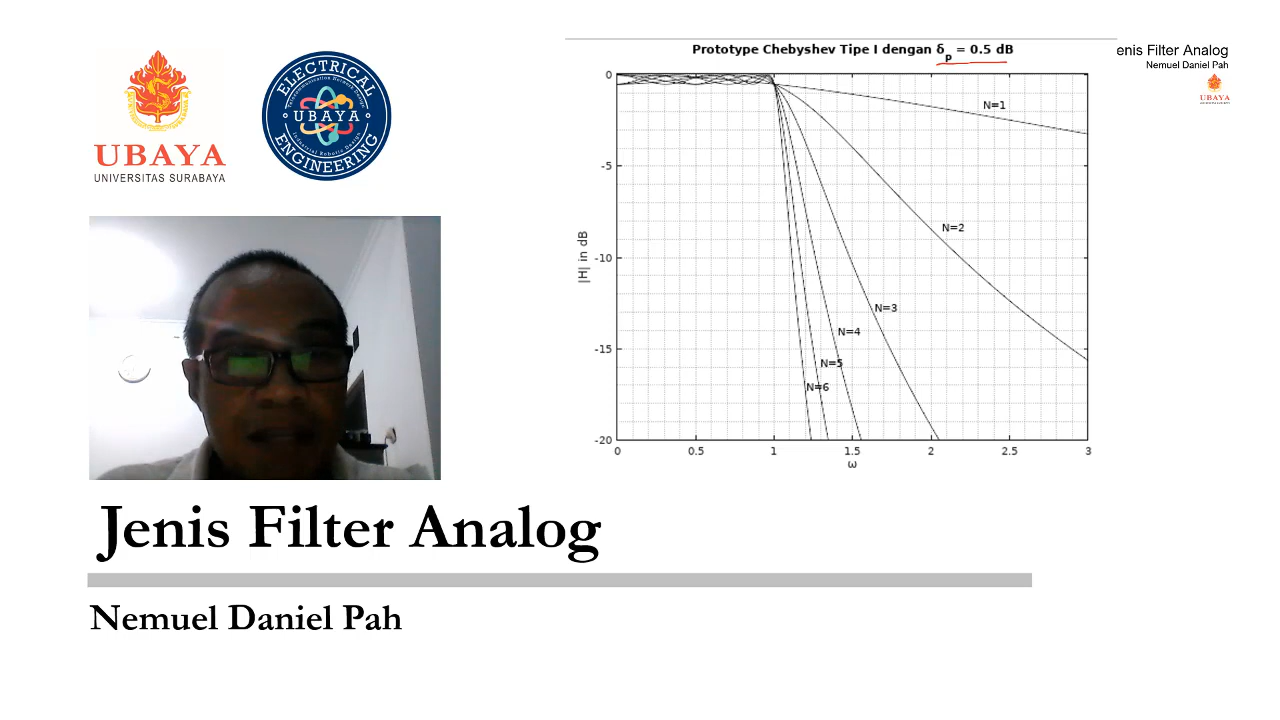 UBAYA
UNIVERSITAS SURABAYA
ELECTRICAL
UBAYA
ENGINEERING
Prototype Chebyshev Tipe I dengan δp = 0.5 dB
enis Filter Analog
Nemuel Daniel Pah
UBAYA
|H| in dB
0
-5
-10
-15
-20
N=1
N=2
N=3
N=4
N=5
N=6
0 0.5 1 1.5 2 2.5 3
ω
Jenis Filter Analog
Nemuel Daniel Pah